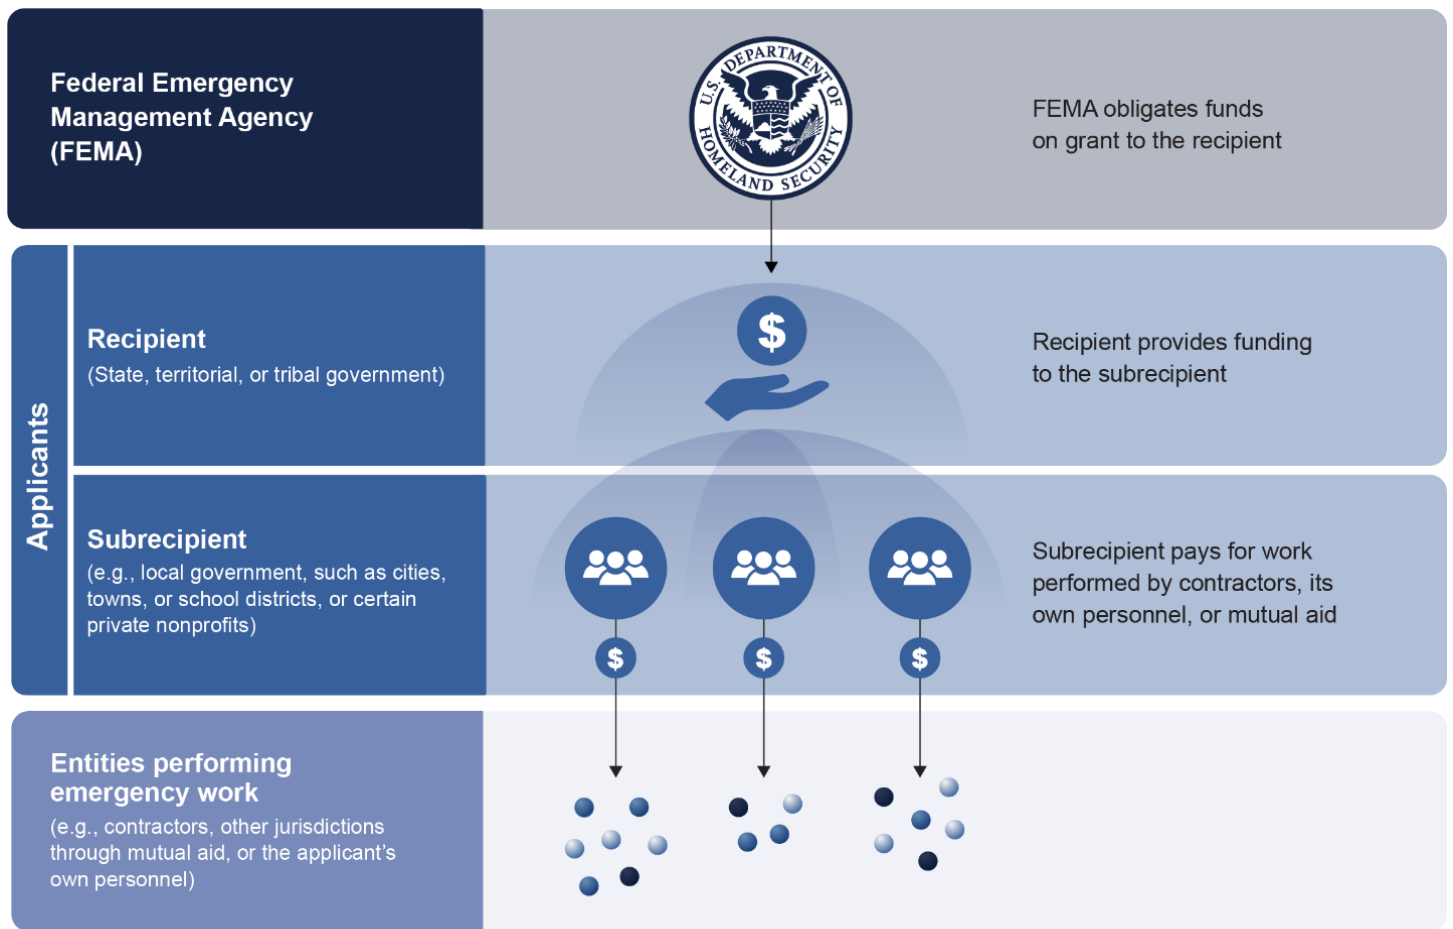 Federal Emergency
Management Agency
(FEMA)
U.S. DEPARTMENT OF
HOMELAND SECURITY
FEMA obligates funds
on grant to the recipient
Applicants
Recipient
(State, territorial, or tribal government)
$
Recipient provides funding
to the subrecipient
Subrecipient
(e.g., local government, such as cities,
towns, or school districts, or certain
private nonprofits)
$
$
$
Subrecipient pays for work
performed by contractors, its
own personnel, or mutual aid
Entities performing
emergency work
(e.g., contractors, other jurisdictions
through mutual aid, or the applicant’s
own personnel)